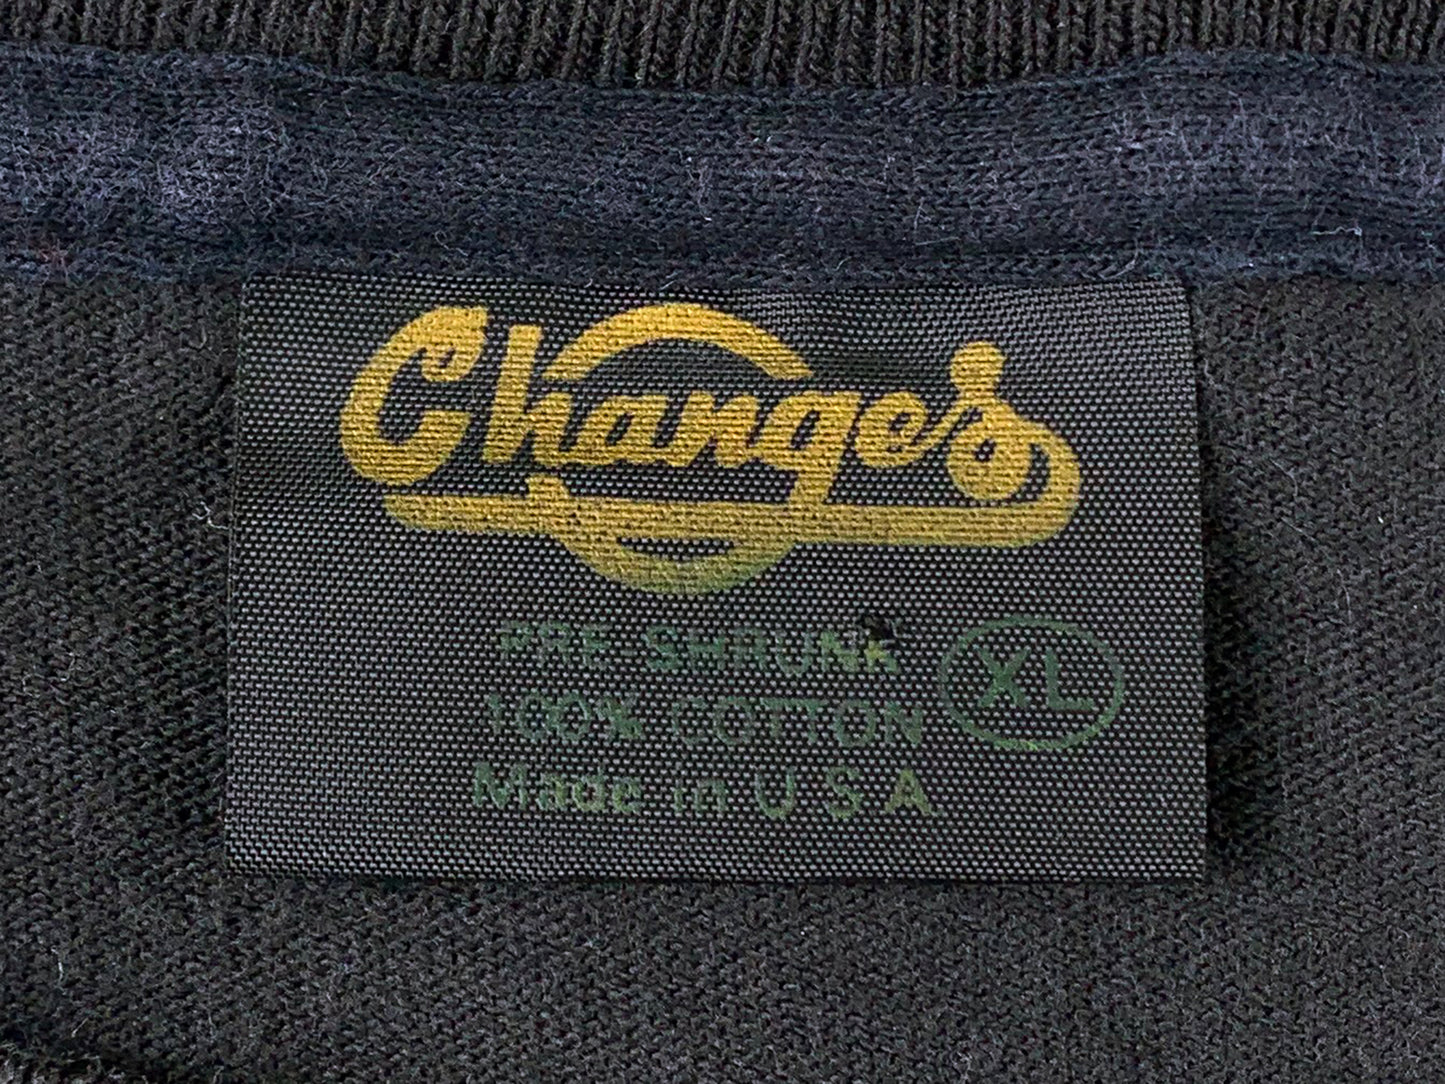 Changes
PRE SHRUNK
100% COTTON
XL
Made in U S A